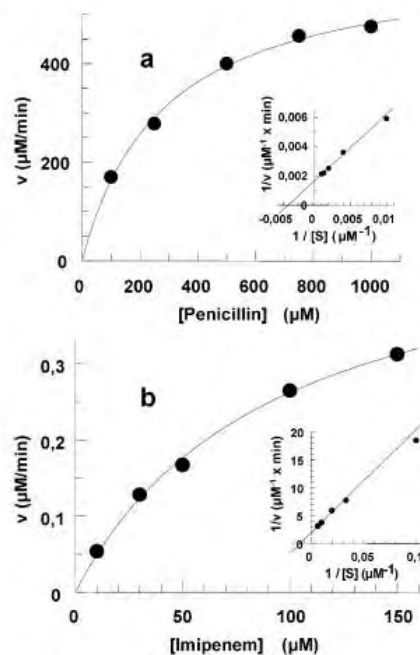 a
400
200
0
v (µM/min)
0,006
0,004
0,002
0
1/v (µM⁻¹ x min)
-0,005 0 0,005 0,01
1 / [S] (µM⁻¹)
0 200 400 600 800 1000
[Penicillin] (µM)
b
0,3
0,2
0,1
0
v (µM/min)
20
15
10
5
0
1/v (µM⁻¹ x min)
0 0,05 0,1
1 / [S] (µM⁻¹)
0 50 100 150
[Imipenem] (µM)